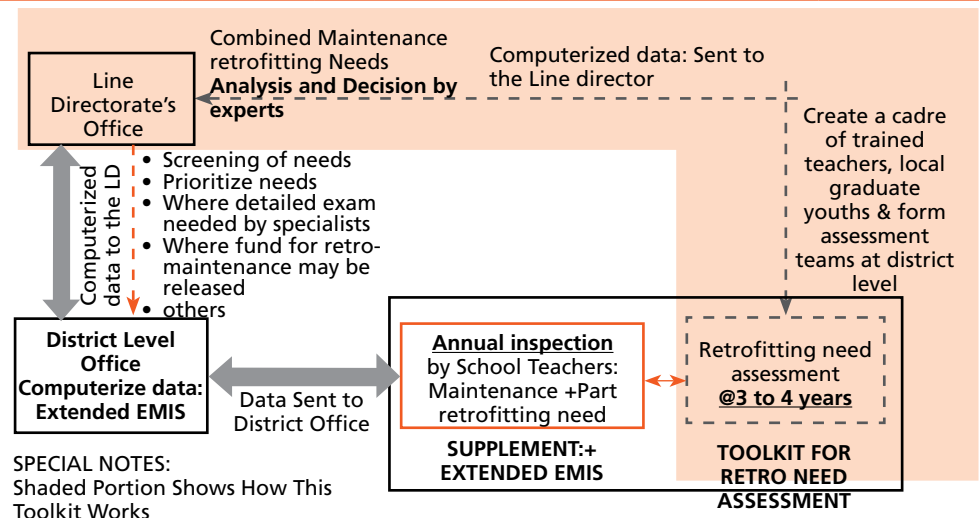 Line
Directorate's
Office
Combined Maintenance
retrofitting Needs
Analysis and Decision by
experts
Computerized data: Sent to
the Line director
Create a cadre
of trained
teachers, local
graduate
youths & form
assessment
teams at district
level
Computerized
data to the LD
• Screening of needs
• Prioritize needs
• Where detailed exam
needed by specialists
• Where fund for retro-
maintenance may be
released
• others
District Level
Office
Computerize data:
Extended EMIS
Data Sent to
District Office
Annual inspection
by School Teachers:
Maintenance +Part
retrofitting need
Retrofitting need
assessment
@3 to 4 years
SUPPLEMENT:+
EXTENDED EMIS
TOOLKIT FOR
RETRO NEED
ASSESSMENT
SPECIAL NOTES:
Shaded Portion Shows How This
Toolkit Works